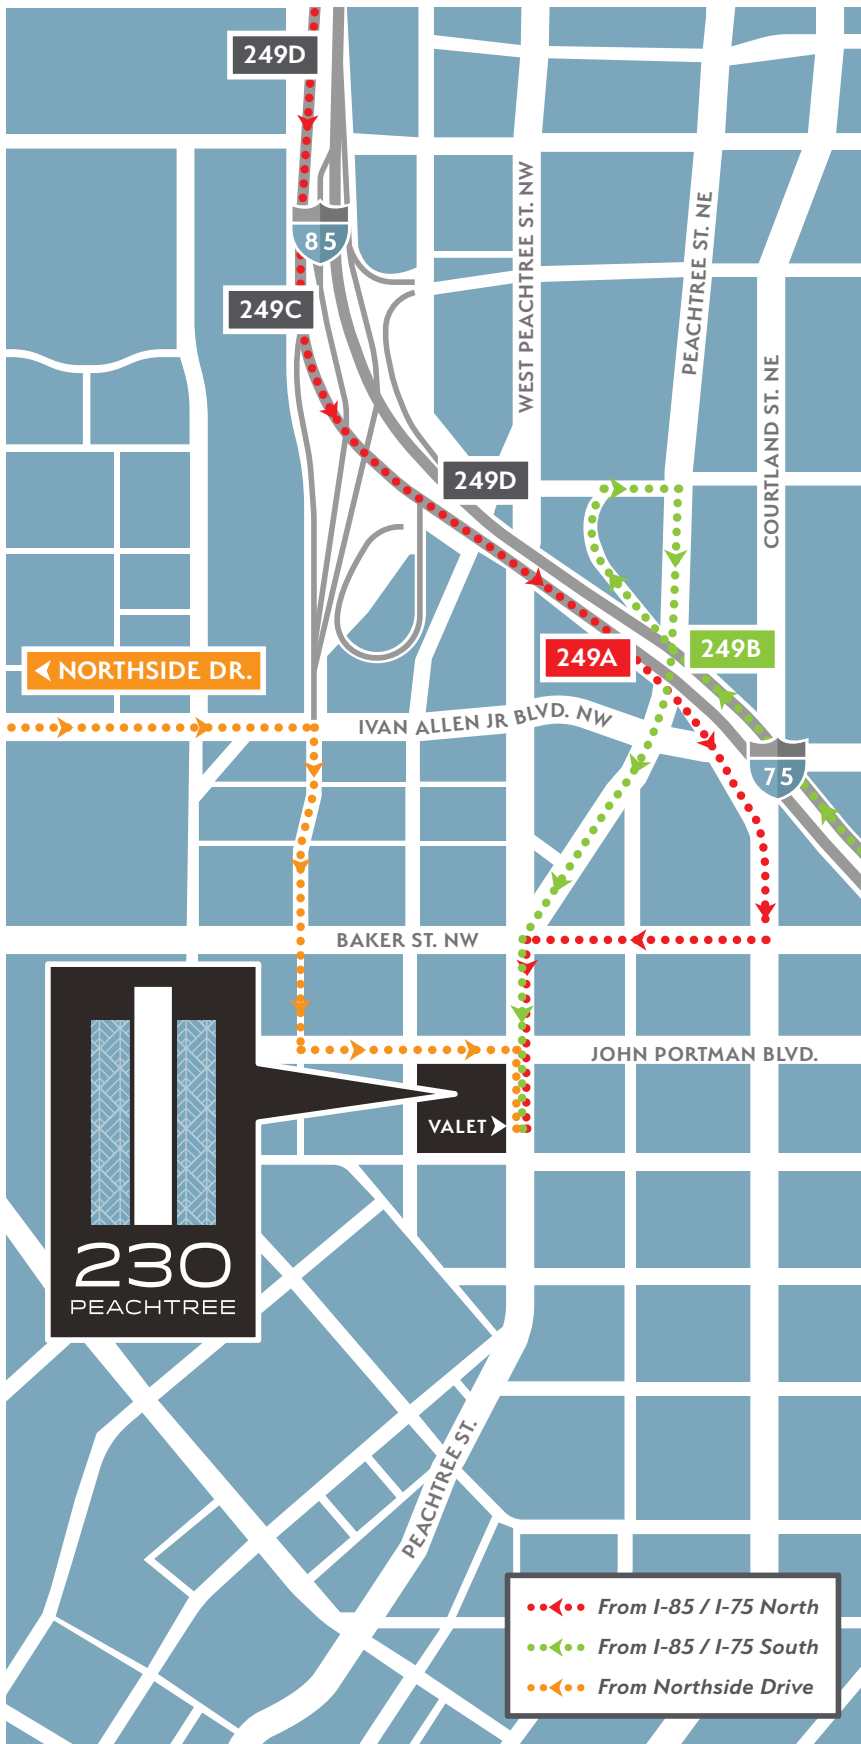 249D
85
249C
WEST PEACHTREE ST. NW
PEACHTREE ST. NE
COURTLAND ST. NE
249D
249A
249B
NORTHSIDE DR.
IVAN ALLEN JR BLVD. NW
75
BAKER ST. NW
JOHN PORTMAN BLVD.
VALET
230
PEACHTREE
PEACHTREE ST.
From I-85 / I-75 North
From I-85 / I-75 South
From Northside Drive